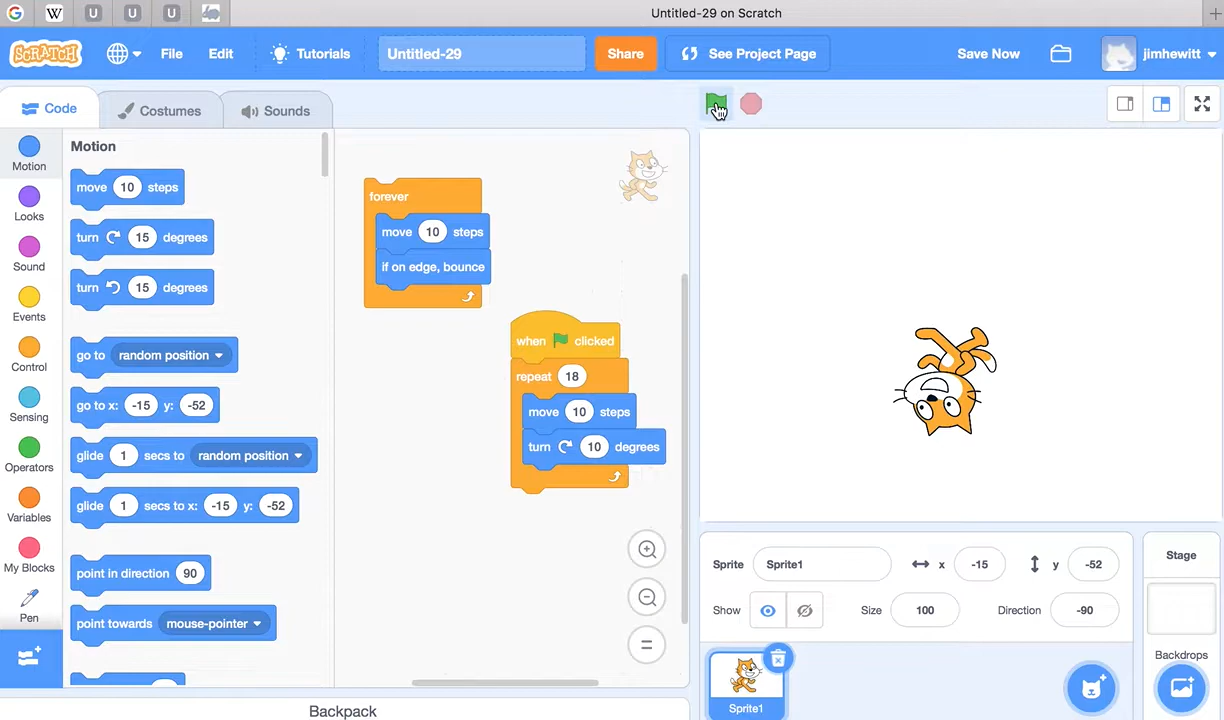 G W U U U Untitled-29 on Scratch +
SCRATCH File Edit Tutorials Untitled-29 Share See Project Page Save Now jimhewitt
Code Costumes Sounds
Motion
Looks
Sound
Events
Control
Sensing
Operators
Variables
My Blocks
Pen
Motion
move 10 steps
turn 15 degrees
turn 15 degrees
go to random position
go to x: -15 y: -52
glide 1 secs to random position
glide 1 secs to x: -15 y: -52
point in direction 90
point towards mouse-pointer
forever
move 10 steps
if on edge, bounce
when clicked
repeat 18
move 10 steps
turn 10 degrees
Sprite Sprite1 x -15 y -52
Show Size 100 Direction -90
Sprite1
Stage
Backdrops
Backpack